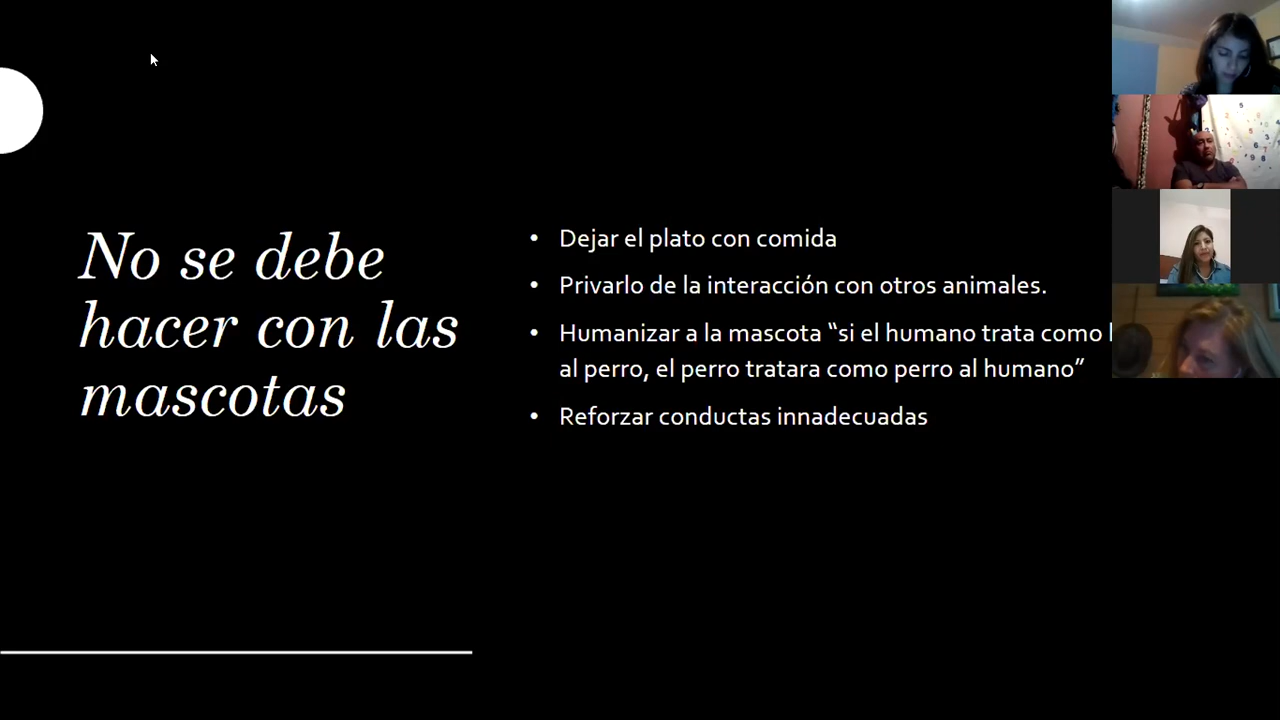 No se debe
hacer con las
mascotas
• Dejar el plato con comida
• Privarlo de la interacción con otros animales.
• Humanizar a la mascota “si el humano trata como
al perro, el perro tratara como perro al humano”
• Reforzar conductas innadecuadas